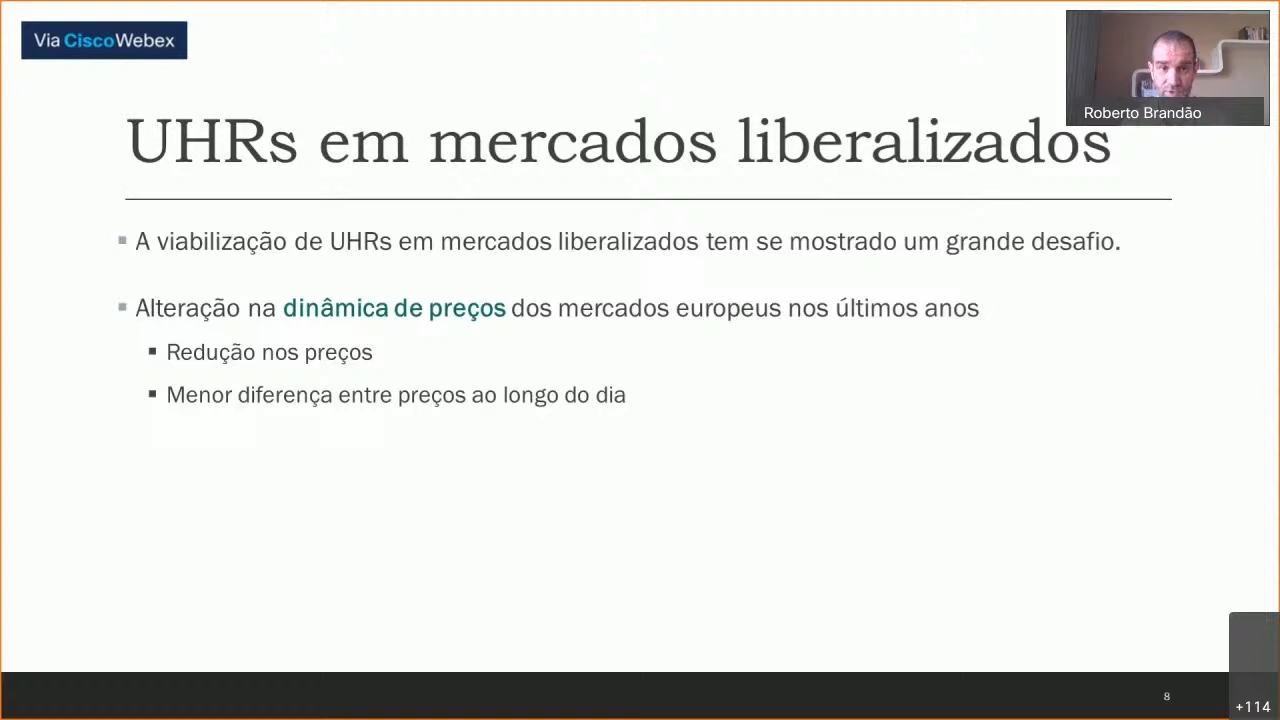 Via Cisco Webex
Roberto Brandão
UHRs em mercados liberalizados
▪ A viabilização de UHRs em mercados liberalizados tem se mostrado um grande desafio.
▪ Alteração na dinâmica de preços dos mercados europeus nos últimos anos
▪ Redução nos preços
▪ Menor diferença entre preços ao longo do dia
8
+114